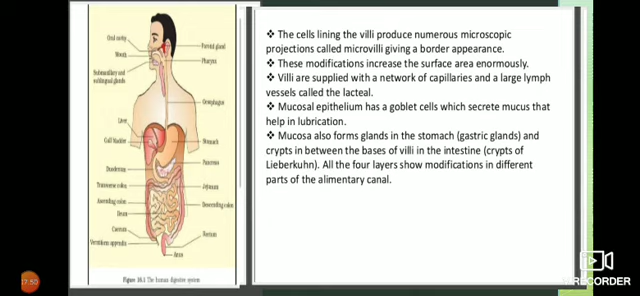 ❖ The cells lining the villi produce numerous microscopic
projections called microvilli giving a border appearance.
❖ These modifications increase the surface area enormously.
❖ Villi are supplied with a network of capillaries and a large lymph
vessels called the lacteal.
❖ Mucosal epithelium has a goblet cells which secrete mucus that
help in lubrication.
❖ Mucosa also forms glands in the stomach (gastric glands) and
crypts in between the bases of villi in the intestine (crypts of
Lieberkuhn). All the four layers show modifications in different
parts of the alimentary canal.
Oral cavity
Mouth
Submaxillary and
sublingual glands
Parotid gland
Pharynx
Oesophagus
Liver
Gall bladder
Stomach
Pancreas
Duodenum
Transverse colon
Jejunum
Ascending colon
Descending colon
Ileum
Caecum
Vermiform appendix
Rectum
Anus
Figure 16.1 The human digestive system
17:50
RECORDER